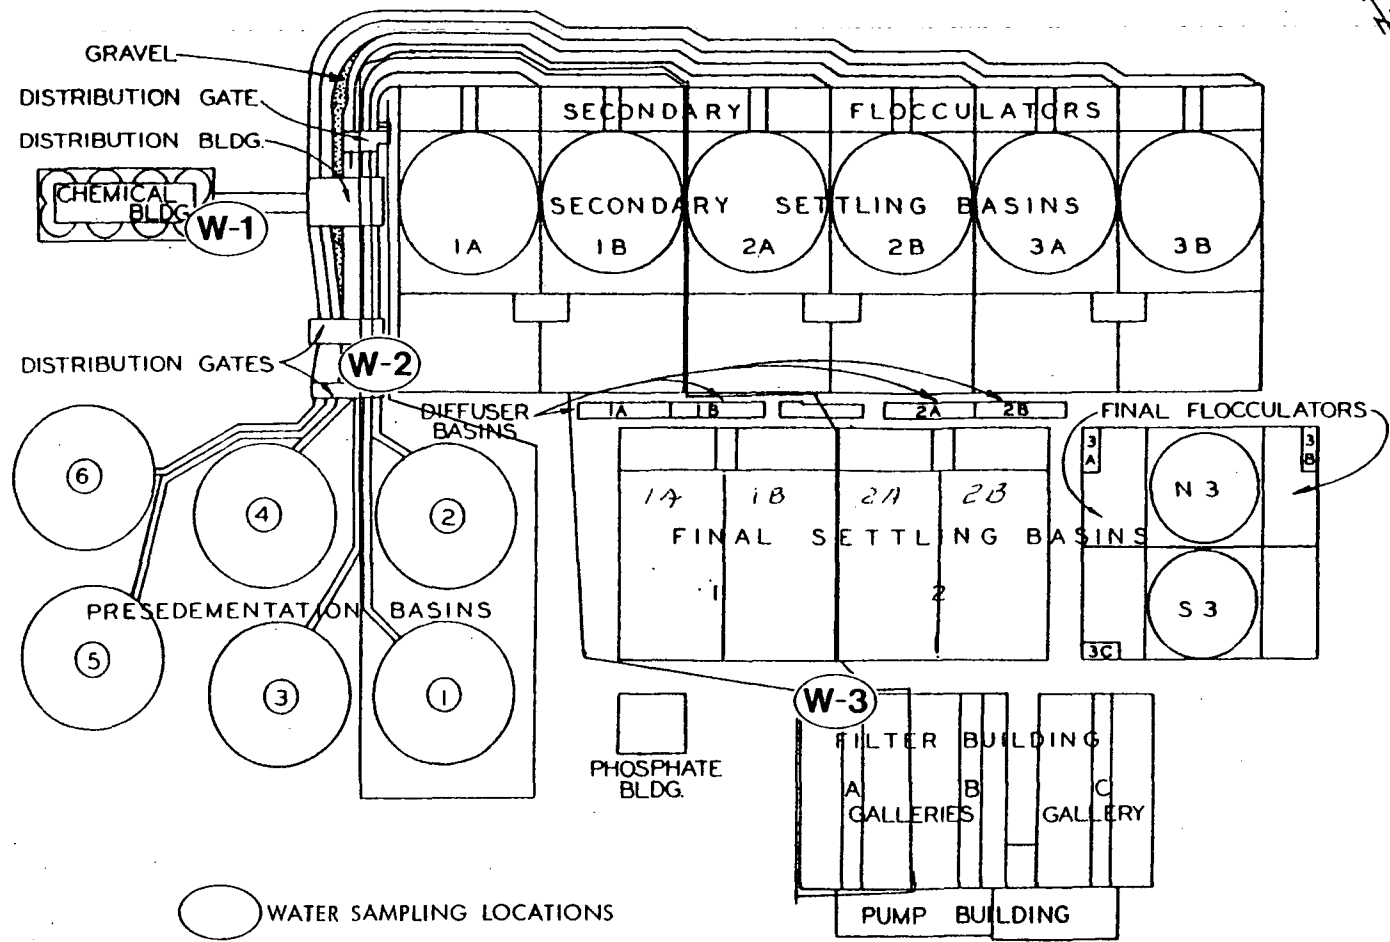 GRAVEL
DISTRIBUTION GATE
DISTRIBUTION BLDG.
CHEMICAL
BLDG
W-1
SECONDARY FLOCCULATORS
SECONDARY SETTLING BASINS
1A 1B 2A 2B 3A 3B
DISTRIBUTION GATES
W-2
DIFFUSER
BASINS
1A 1B 2A 2B
FINAL FLOCCULATORS
3A
3B
N 3
S 3
3C
1A 1B 2A 2B
FINAL SETTLING BASINS
1 2
6
4
2
PRESEDEMENTATION BASINS
5
3
1
W-3
PHOSPHATE
BLDG.
FILTER BUILDING
A B C
GALLERIES GALLERY
PUMP BUILDING
WATER SAMPLING LOCATIONS